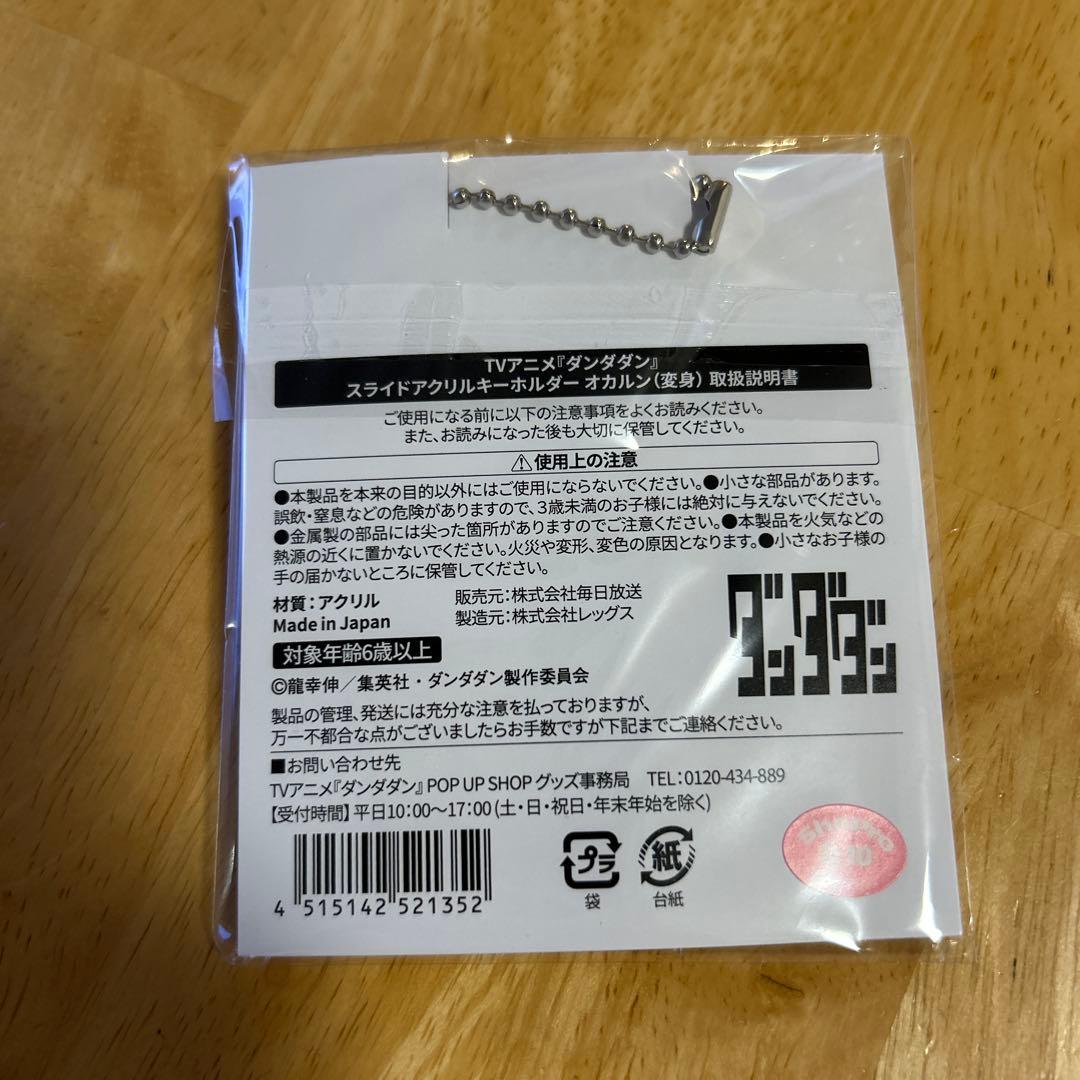 TVアニメ『ダンダダン』
スライドアクリルキーホルダー オカルン(変身) 取扱説明書
ご使用になる前に以下の注意事項をよくお読みください。
また、お読みになった後も大切に保管してください。
⚠使用上の注意
●本製品を本来の目的以外にはご使用にならないでください。●小さな部品があります。
誤飲・窒息などの危険がありますので、3歳未満のお子様には絶対に与えないでください。
●金属製の部品には尖った箇所がありますのでご注意ください。●本製品を火気などの
熱源の近くに置かないでください。火災や変形、変色の原因となります。●小さなお子様の
手の届かないところに保管してください。
材質：アクリル
Made in Japan
販売元：株式会社毎日放送
製造元：株式会社レッグス
対象年齢6歳以上
©龍幸伸／集英社・ダンダダン製作委員会
ダンダダン
製品の管理、発送には充分な注意を払っておりますが、
万一不都合な点がございましたらお手数ですが下記までご連絡ください。
■お問い合わせ先
TVアニメ『ダンダダン』POP UP SHOP グッズ事務局 TEL：0120-434-889
【受付時間】平日10：00～17：00(土・日・祝日・年末年始を除く)
4 515142 521352
プラ
袋
紙
台紙